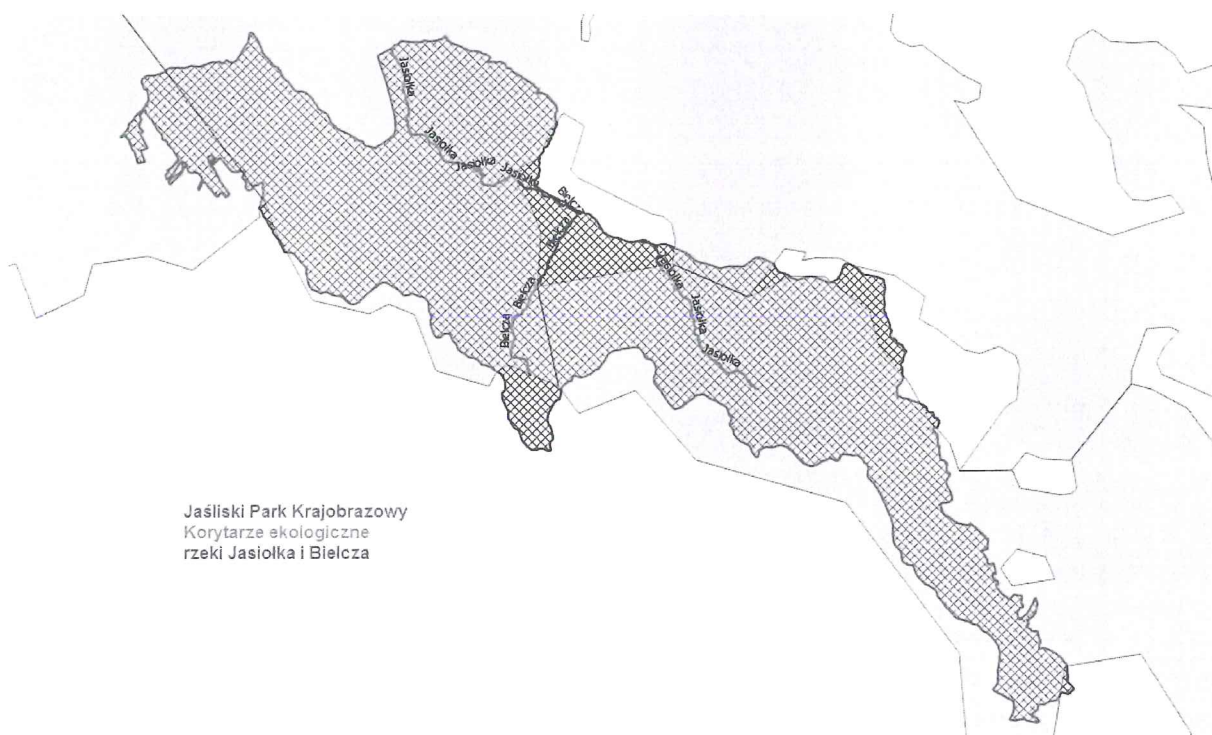 Jasiołka
Jasiołka
Jasiołka
Jasiołka
Bielcza
Bielcza
Bielcza
Bielcza
Jasiołka
Jasiołka
Jasiołka
Jaśliski Park Krajobrazowy
Korytarze ekologiczne
rzeki Jasiołka i Bielcza